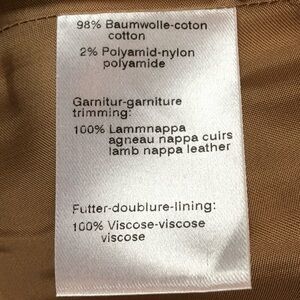 98% Baumwolle-coton
cotton
2% Polyamid-nylon
polyamide
Garnitur-garniture
trimming:
100% Lammnappa
agneau nappa cuirs
lamb nappa leather
Futter-doublure-lining:
100% Viscose-viscose
viscose